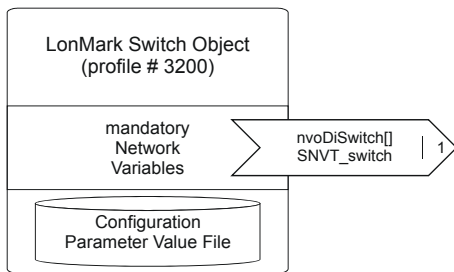 LonMark Switch Object
(profile # 3200)
mandatory
Network
Variables
nvoDiSwitch[]
SNVT_switch
1
Configuration
Parameter Value File